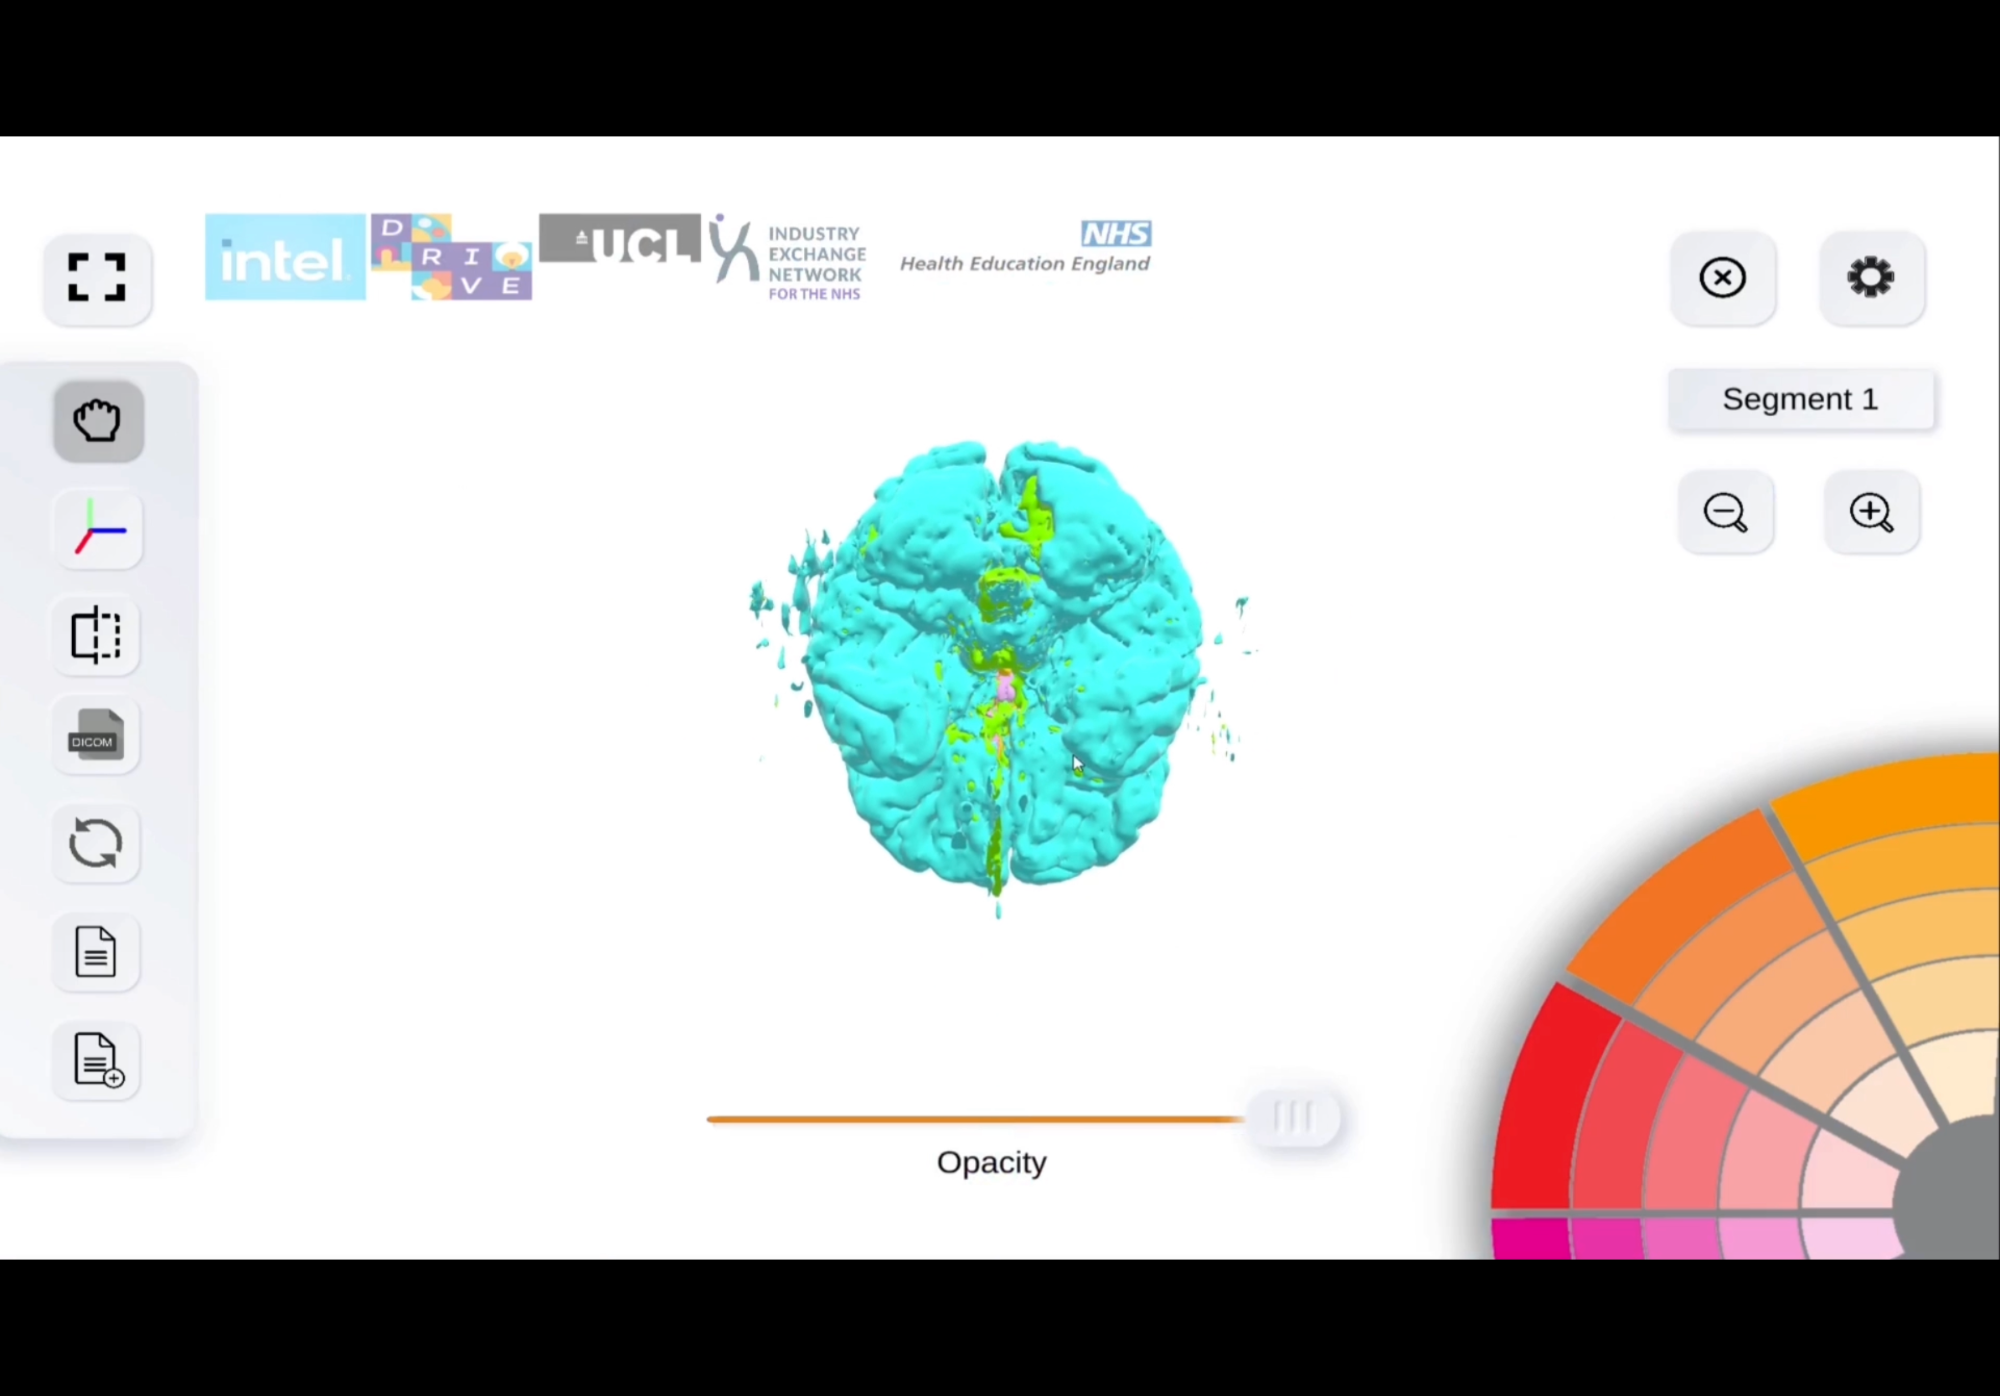 intel.
D
R I
V E
UCL
INDUSTRY
EXCHANGE
NETWORK
FOR THE NHS
NHS
Health Education England
Segment 1
DICOM
Opacity